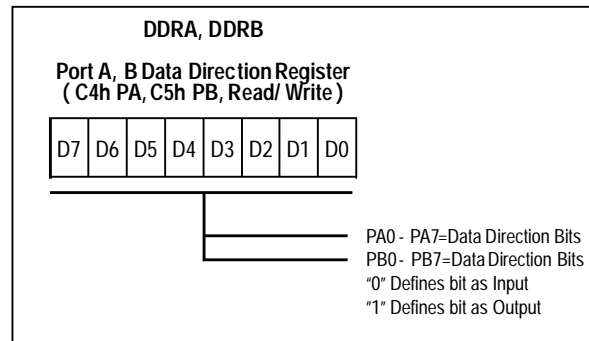 DDRA, DDRB
Port A, B Data Direction Register
( C4h PA, C5h PB, Read/ Write )
D7 D6 D5 D4 D3 D2 D1 D0
PA0 - PA7=Data Direction Bits
PB0 - PB7=Data Direction Bits
“0” Defines bit as Input
”1” Defines bit as Output